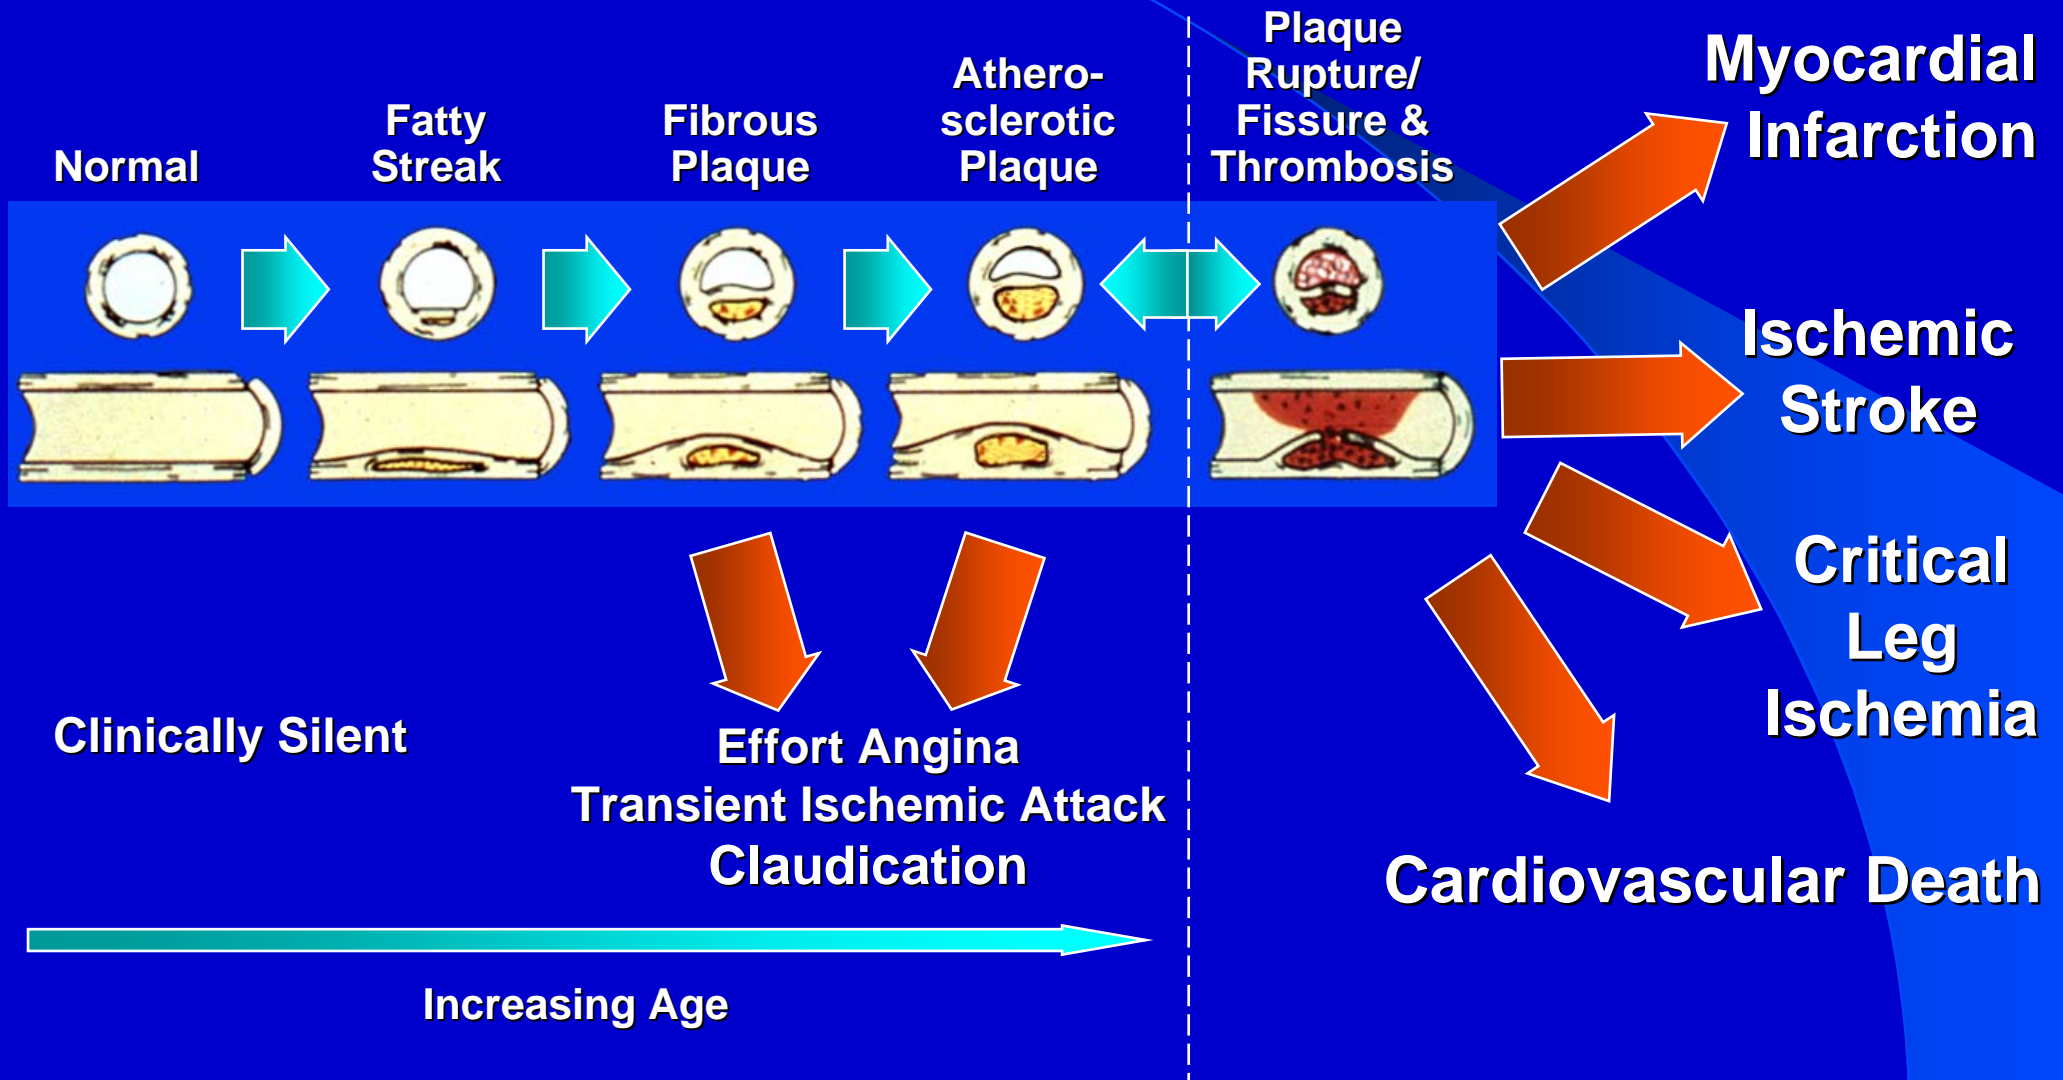 Normal
Fatty
Streak
Fibrous
Plaque
Athero-
sclerotic
Plaque
Plaque
Rupture/
Fissure &
Thrombosis
Myocardial
Infarction
Ischemic
Stroke
Critical
Leg
Ischemia
Clinically Silent
Effort Angina
Transient Ischemic Attack
Claudication
Cardiovascular Death
Increasing Age